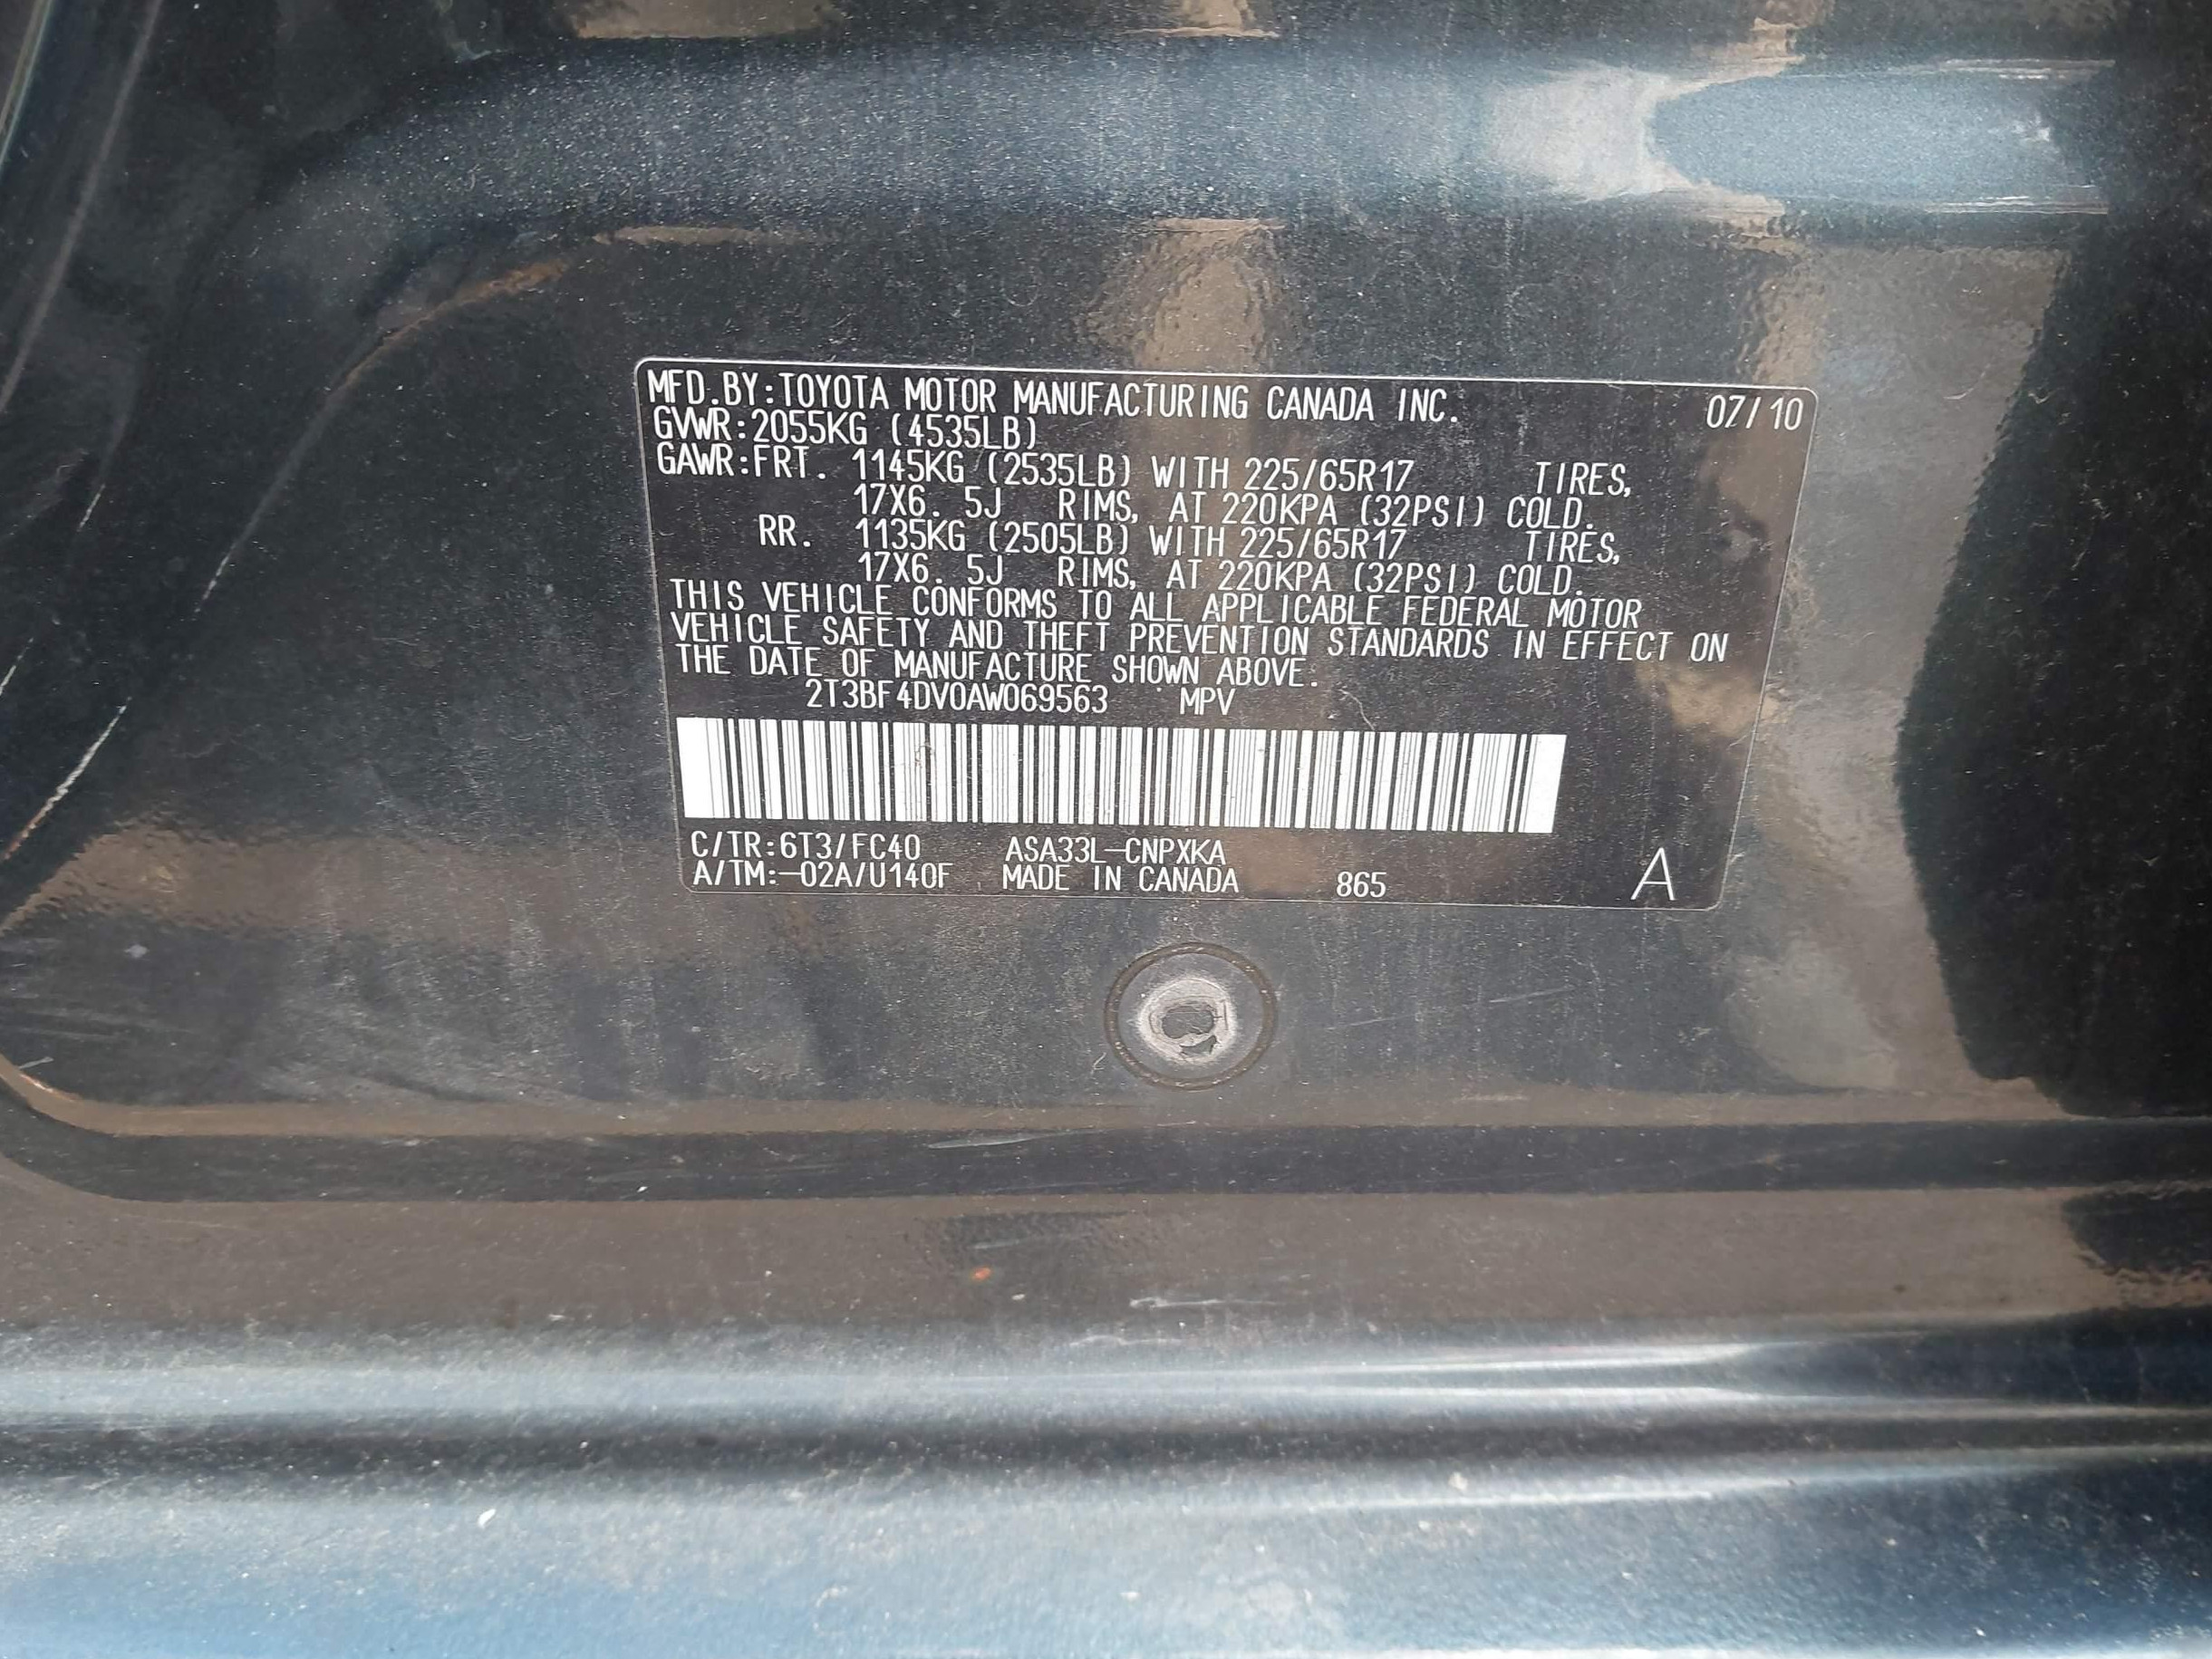 MFD.BY:TOYOTA MOTOR MANUFACTURING CANADA INC. 07/10
GVWR:2055KG (4535LB)
GAWR:FRT. 1145KG (2535LB) WITH 225/65R17 TIRES,
17X6. 5J RIMS, AT 220KPA (32PSI) COLD.
RR. 1135KG (2505LB) WITH 225/65R17 TIRES,
17X6. 5J RIMS, AT 220KPA (32PSI) COLD.
THIS VEHICLE CONFORMS TO ALL APPLICABLE FEDERAL MOTOR
VEHICLE SAFETY AND THEFT PREVENTION STANDARDS IN EFFECT ON
THE DATE OF MANUFACTURE SHOWN ABOVE.
2T3BF4DV0AW069563 MPV
C/TR:6T3/FC40 ASA33L-CNPXKA
A/TM:-02A/U140F MADE IN CANADA 865 A